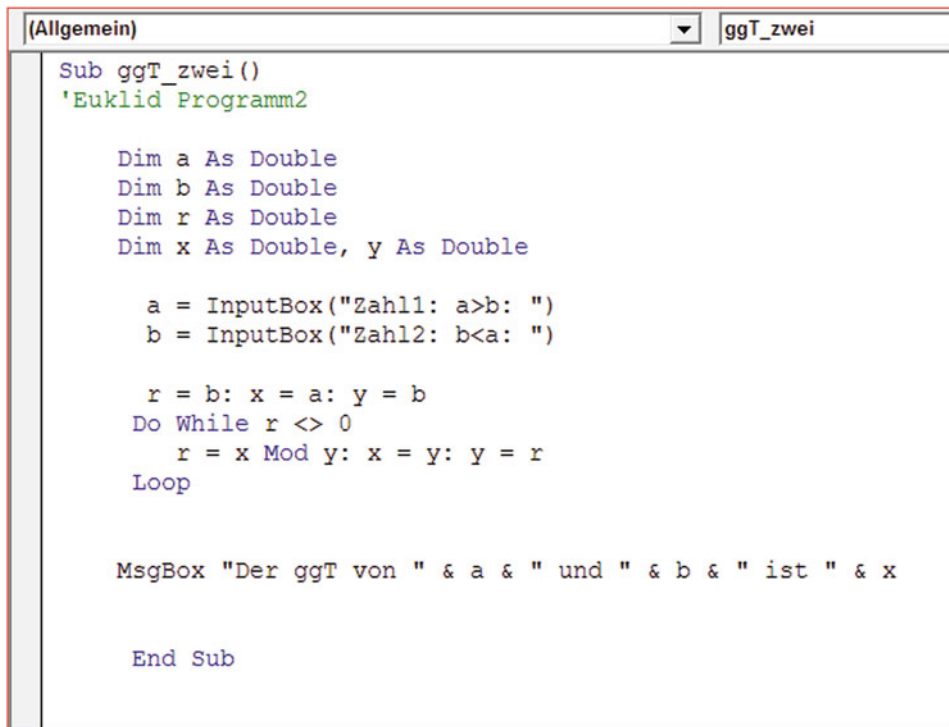 (Allgemein) ggT_zwei
Sub ggT_zwei()
'Euklid Programm2
Dim a As Double
Dim b As Double
Dim r As Double
Dim x As Double, y As Double
a = InputBox("Zahl1: a>b: ")
b = InputBox("Zahl2: b<a: ")
r = b: x = a: y = b
Do While r <> 0
r = x Mod y: x = y: y = r
Loop
MsgBox "Der ggT von " & a & " und " & b & " ist " & x
End Sub